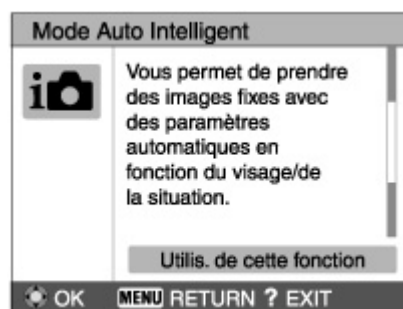 Mode Auto Intelligent
i
Vous permet de prendre
des images fixes avec
des paramètres
automatiques en
fonction du visage/de
la situation.
Utilis. de cette fonction
OK MENU RETURN ? EXIT